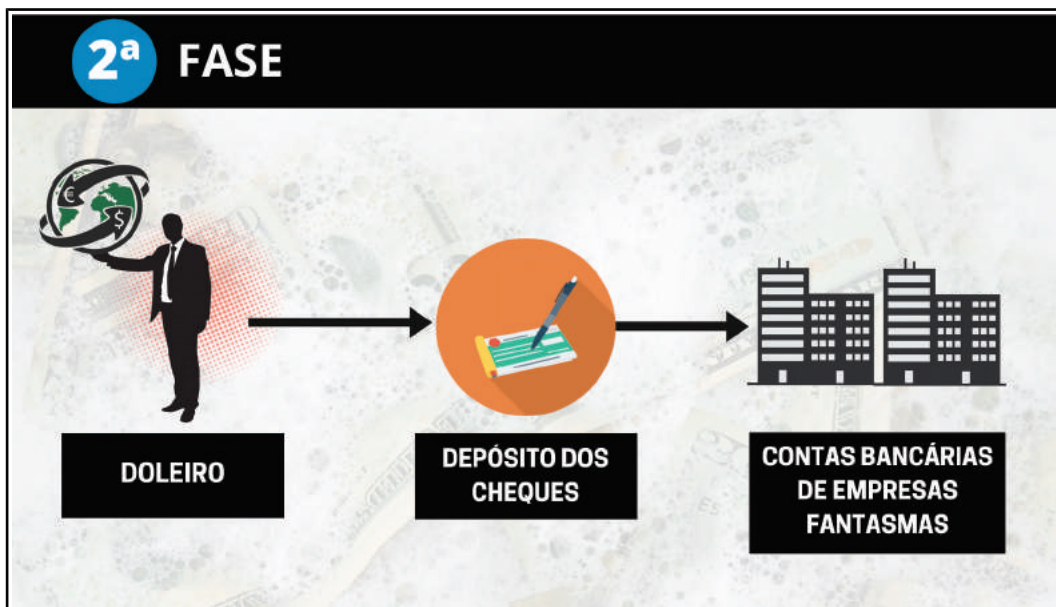 2ª FASE
DOLEIRO
DEPÓSITO DOS
CHEQUES
CONTAS BANCÁRIAS
DE EMPRESAS
FANTASMAS